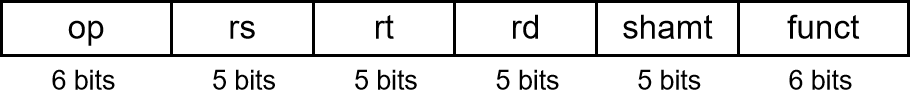 op rs rt rd shamt funct
6 bits 5 bits 5 bits 5 bits 5 bits 6 bits